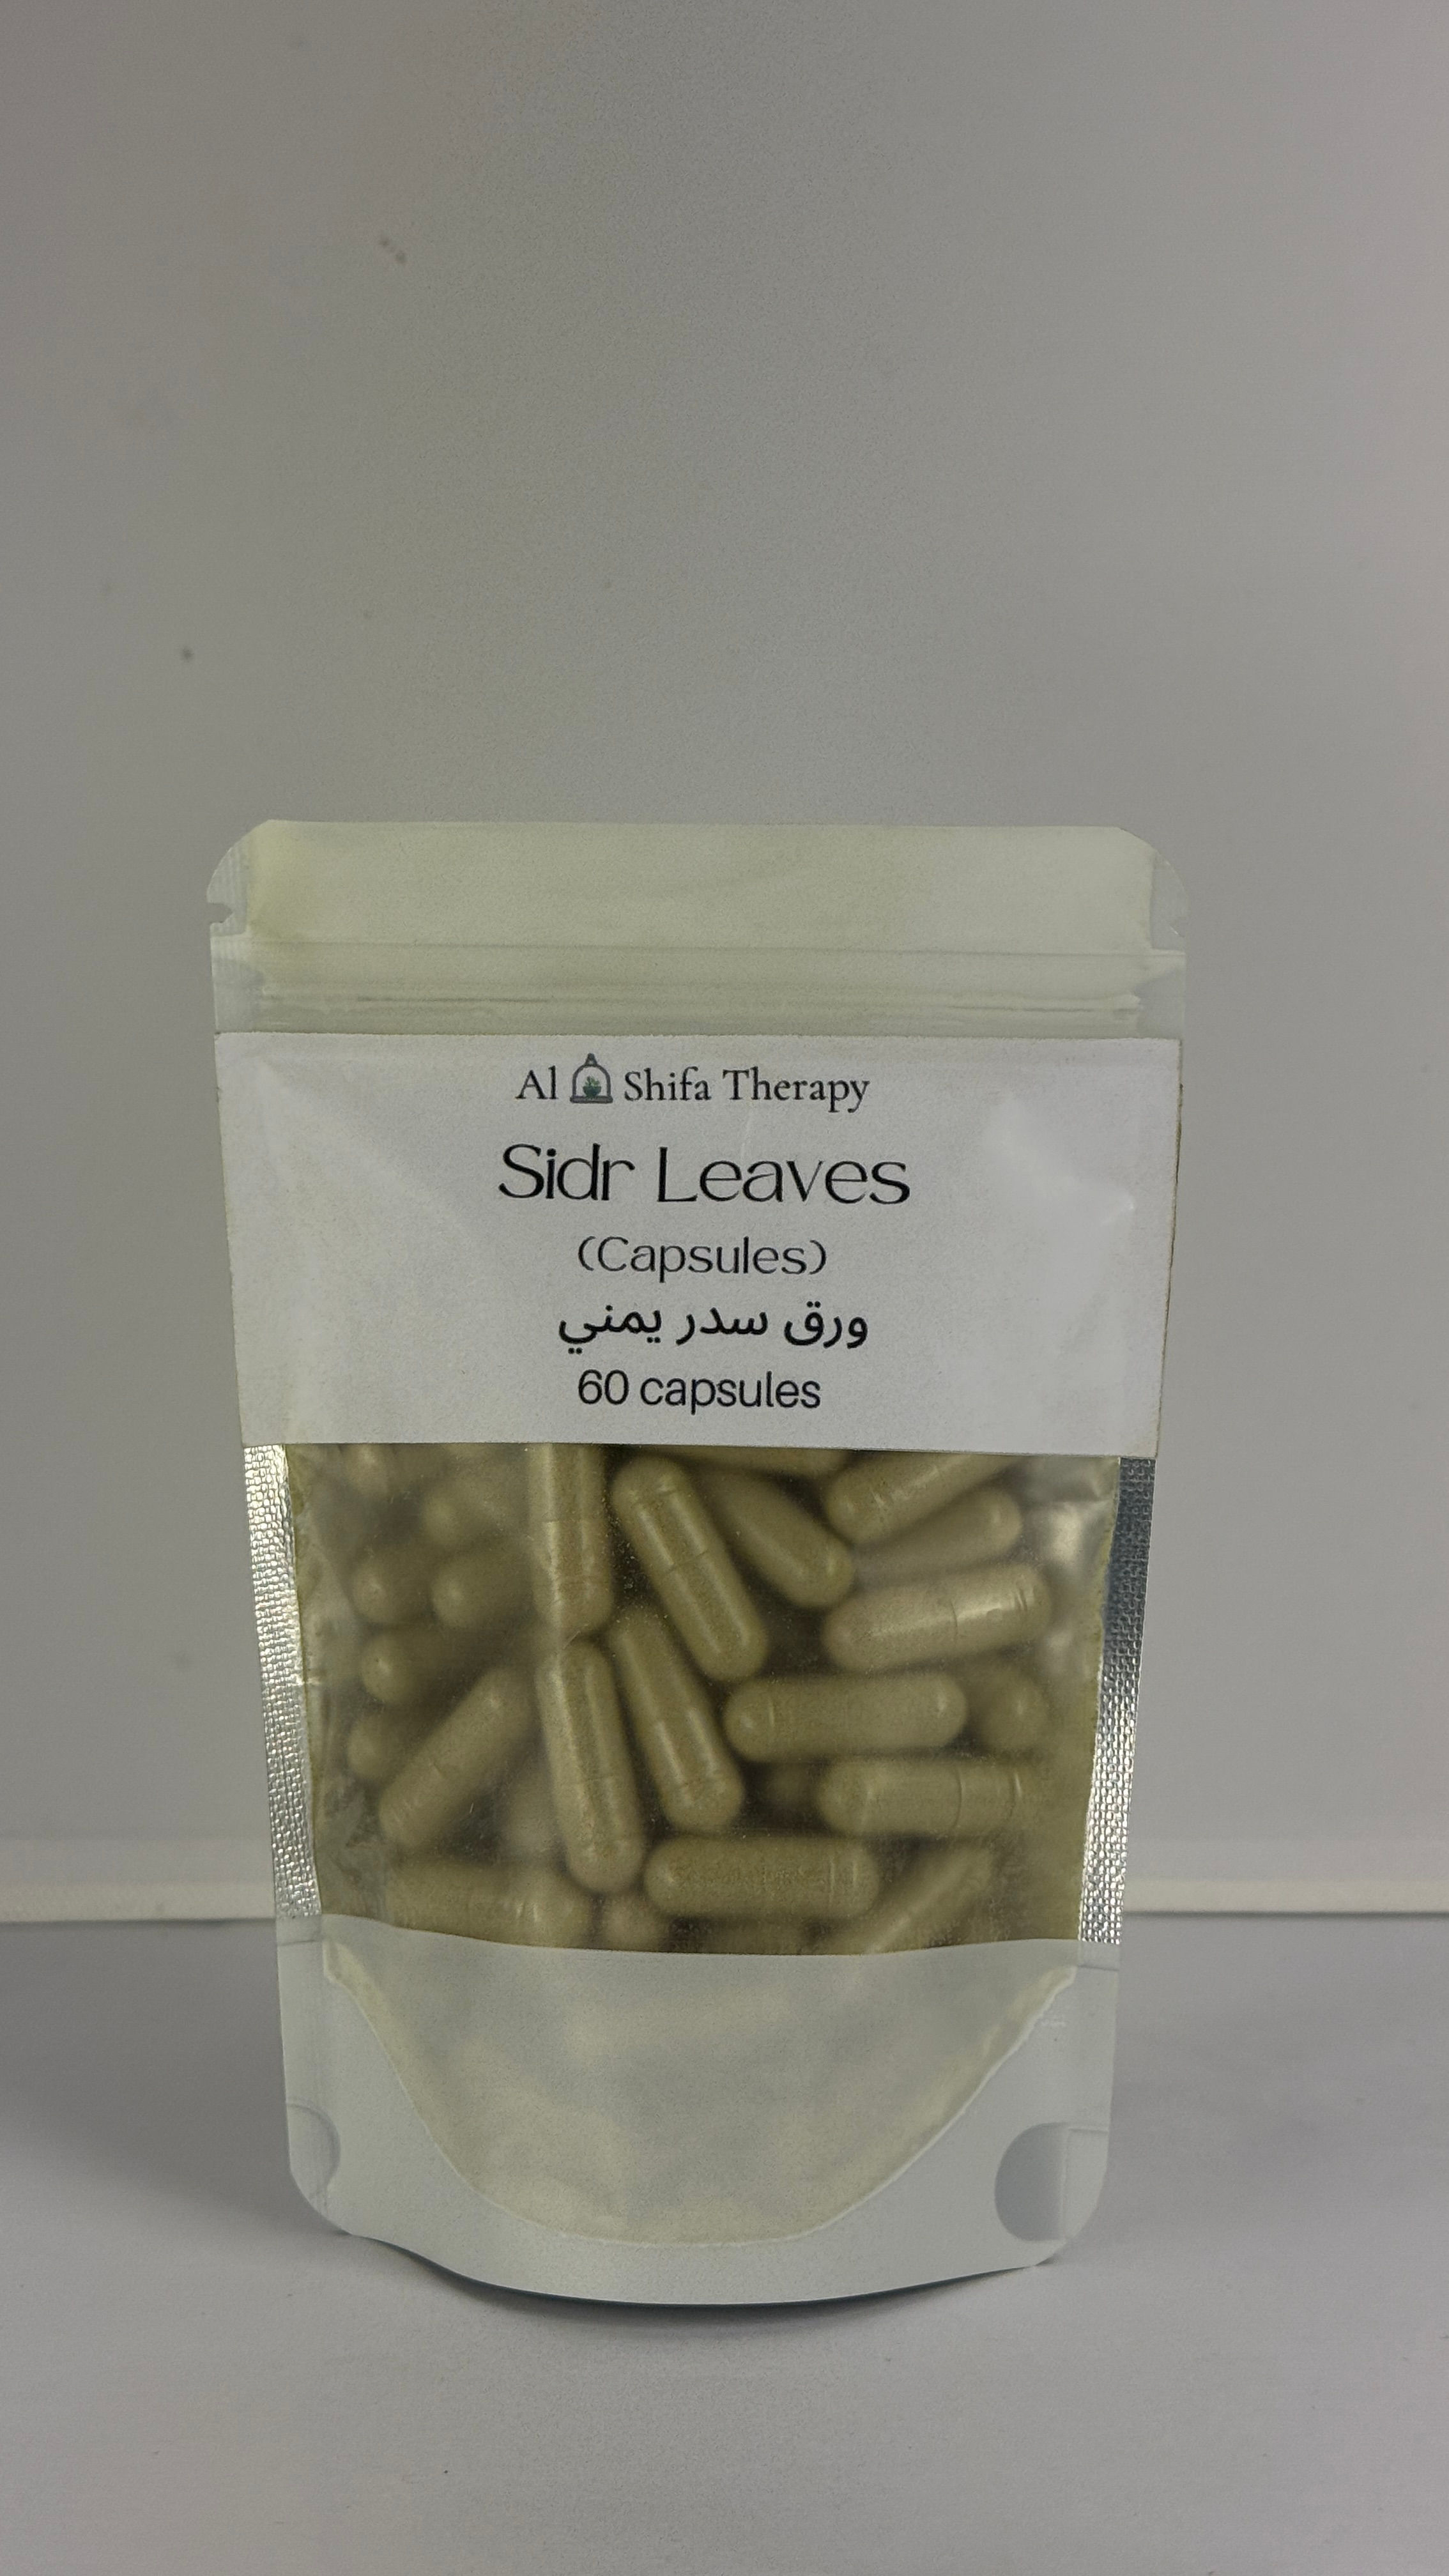 Al Shifa Therapy
Sidr Leaves
(Capsules)
ورق سدر يمني
60 capsules